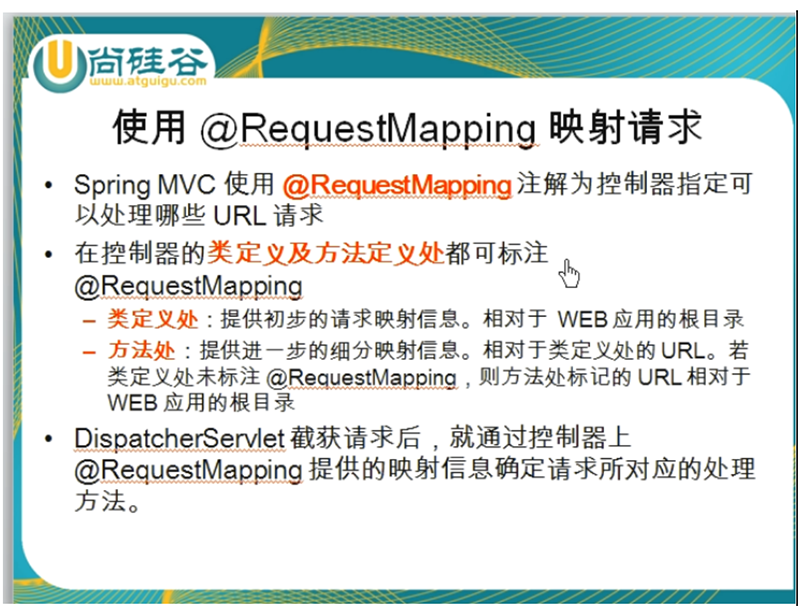 尚硅谷
www.atguigu.com
使用 @RequestMapping 映射请求
• Spring MVC 使用 @RequestMapping 注解为控制器指定可
以处理哪些 URL 请求
• 在控制器的类定义及方法定义处都可标注
@RequestMapping
– 类定义处：提供初步的请求映射信息。相对于 WEB 应用的根目录
– 方法处：提供进一步的细分映射信息。相对于类定义处的 URL。若
类定义处未标注 @RequestMapping，则方法处标记的 URL 相对于
WEB 应用的根目录
• DispatcherServlet 截获请求后，就通过控制器上
@RequestMapping 提供的映射信息确定请求所对应的处理
方法。